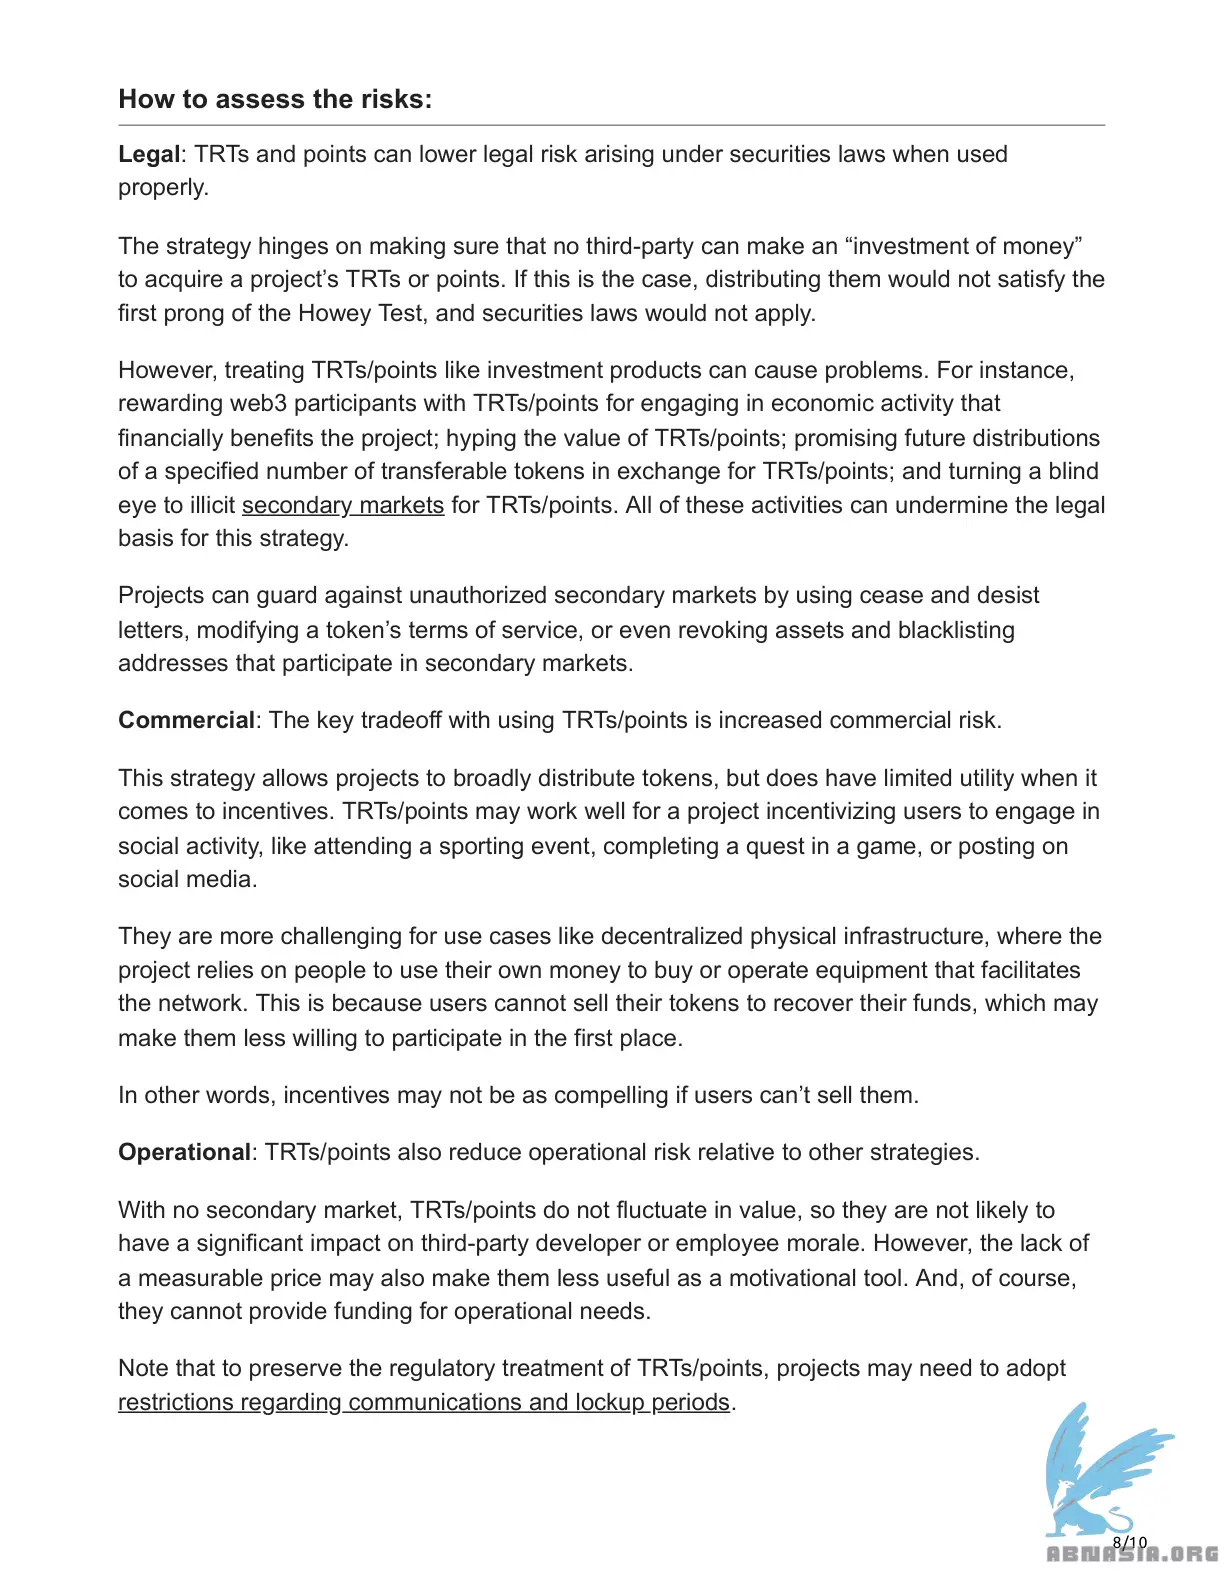 How to assess the risks:
Legal: TRTs and points can lower legal risk arising under securities laws when used
properly.
The strategy hinges on making sure that no third-party can make an “investment of money”
to acquire a project’s TRTs or points. If this is the case, distributing them would not satisfy the
first prong of the Howey Test, and securities laws would not apply.
However, treating TRTs/points like investment products can cause problems. For instance,
rewarding web3 participants with TRTs/points for engaging in economic activity that
financially benefits the project; hyping the value of TRTs/points; promising future distributions
of a specified number of transferable tokens in exchange for TRTs/points; and turning a blind
eye to illicit secondary markets for TRTs/points. All of these activities can undermine the legal
basis for this strategy.
Projects can guard against unauthorized secondary markets by using cease and desist
letters, modifying a token’s terms of service, or even revoking assets and blacklisting
addresses that participate in secondary markets.
Commercial: The key tradeoff with using TRTs/points is increased commercial risk.
This strategy allows projects to broadly distribute tokens, but does have limited utility when it
comes to incentives. TRTs/points may work well for a project incentivizing users to engage in
social activity, like attending a sporting event, completing a quest in a game, or posting on
social media.
They are more challenging for use cases like decentralized physical infrastructure, where the
project relies on people to use their own money to buy or operate equipment that facilitates
the network. This is because users cannot sell their tokens to recover their funds, which may
make them less willing to participate in the first place.
In other words, incentives may not be as compelling if users can’t sell them.
Operational: TRTs/points also reduce operational risk relative to other strategies.
With no secondary market, TRTs/points do not fluctuate in value, so they are not likely to
have a significant impact on third-party developer or employee morale. However, the lack of
a measurable price may also make them less useful as a motivational tool. And, of course,
they cannot provide funding for operational needs.
Note that to preserve the regulatory treatment of TRTs/points, projects may need to adopt
restrictions regarding communications and lockup periods.
8/10
ABNASIA.ORG